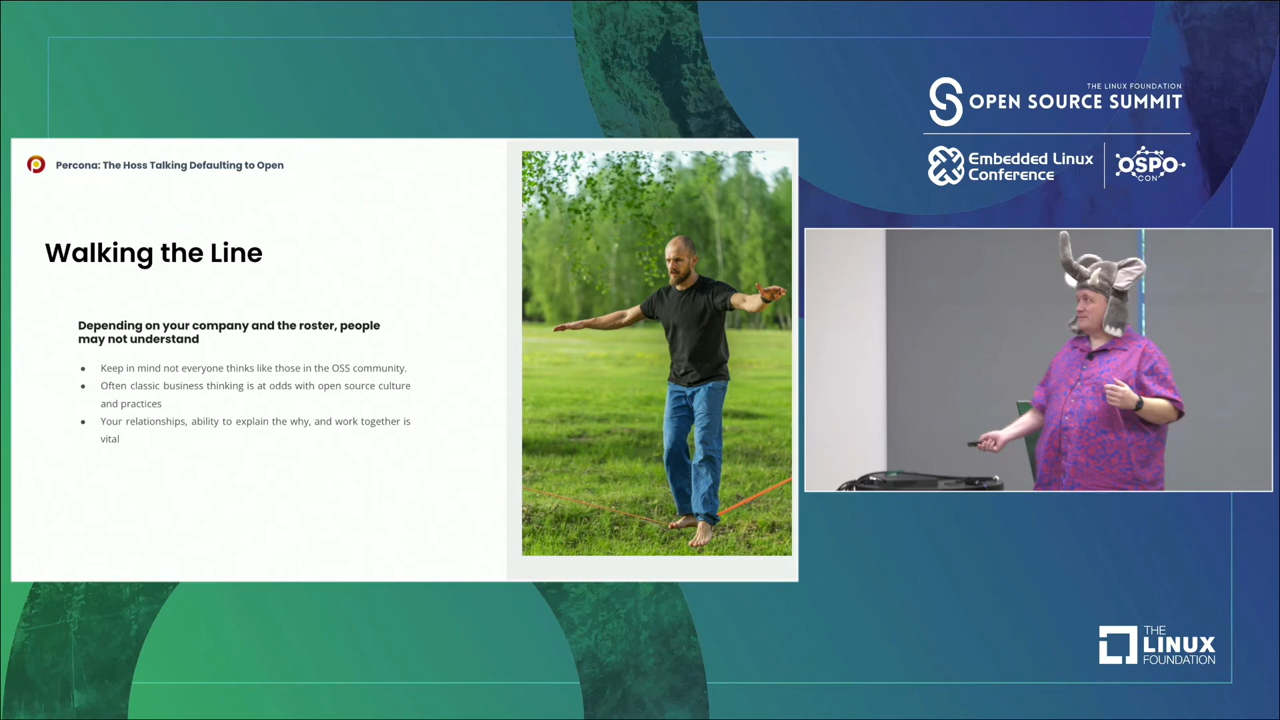 Percona: The Hoss Talking Defaulting to Open
Walking the Line
Depending on your company and the roster, people
may not understand
● Keep in mind not everyone thinks like those in the OSS community.
● Often classic business thinking is at odds with open source culture
and practices
● Your relationships, ability to explain the why, and work together is
vital
THE LINUX FOUNDATION
OPEN SOURCE SUMMIT
Embedded Linux
Conference
OSPO
CON
THE
LINUX
FOUNDATION